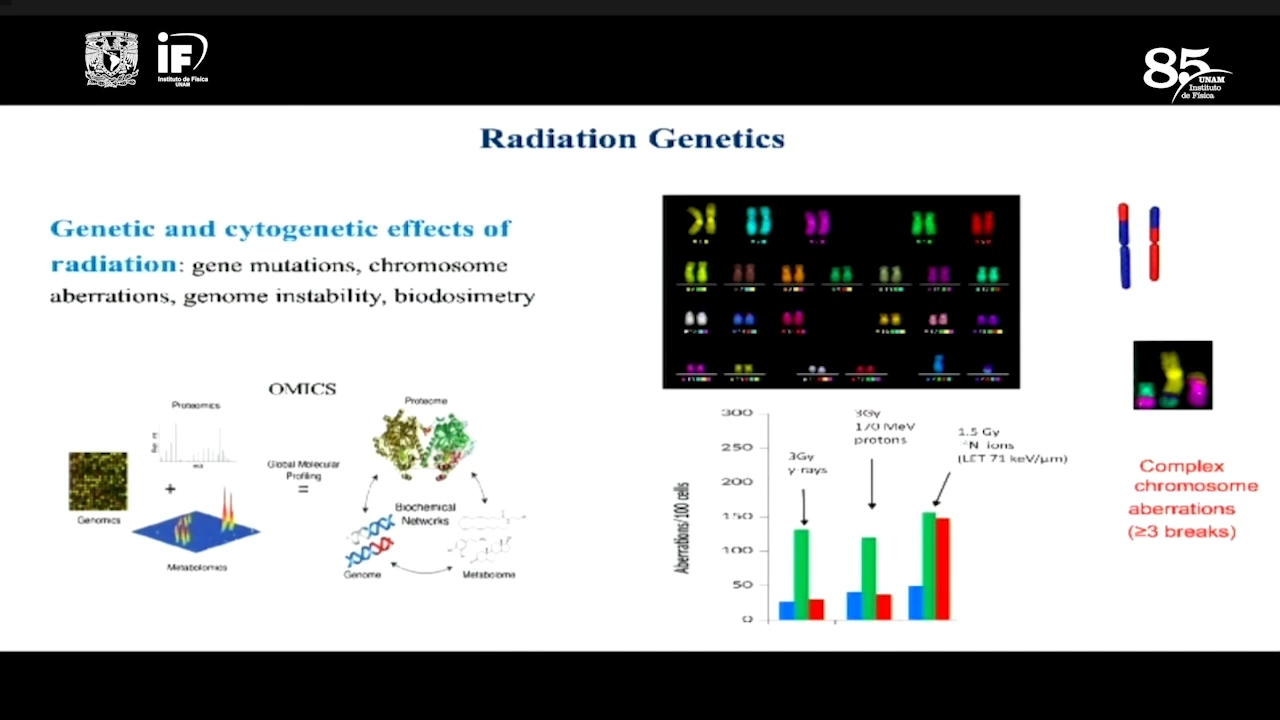 iF
Instituto de Física
UNAM
85
UNAM
Instituto
de Física
Radiation Genetics
Genetic and cytogenetic effects of
radiation: gene mutations, chromosome
aberrations, genome instability, biodosimetry
OMICS
Proteomics
Genomics
+
Metabolomics
Global Molecular
Profiling
=
Proteome
Biochemical
Networks
Genome
Metabolome
Aberrations/100 cells
300
250
200
150
100
50
0
3Gy
γ-rays
3Gy
170 MeV
protons
1.5 Gy
N ions
(LET 71 keV/μm)
Complex
chromosome
aberrations
(≥3 breaks)